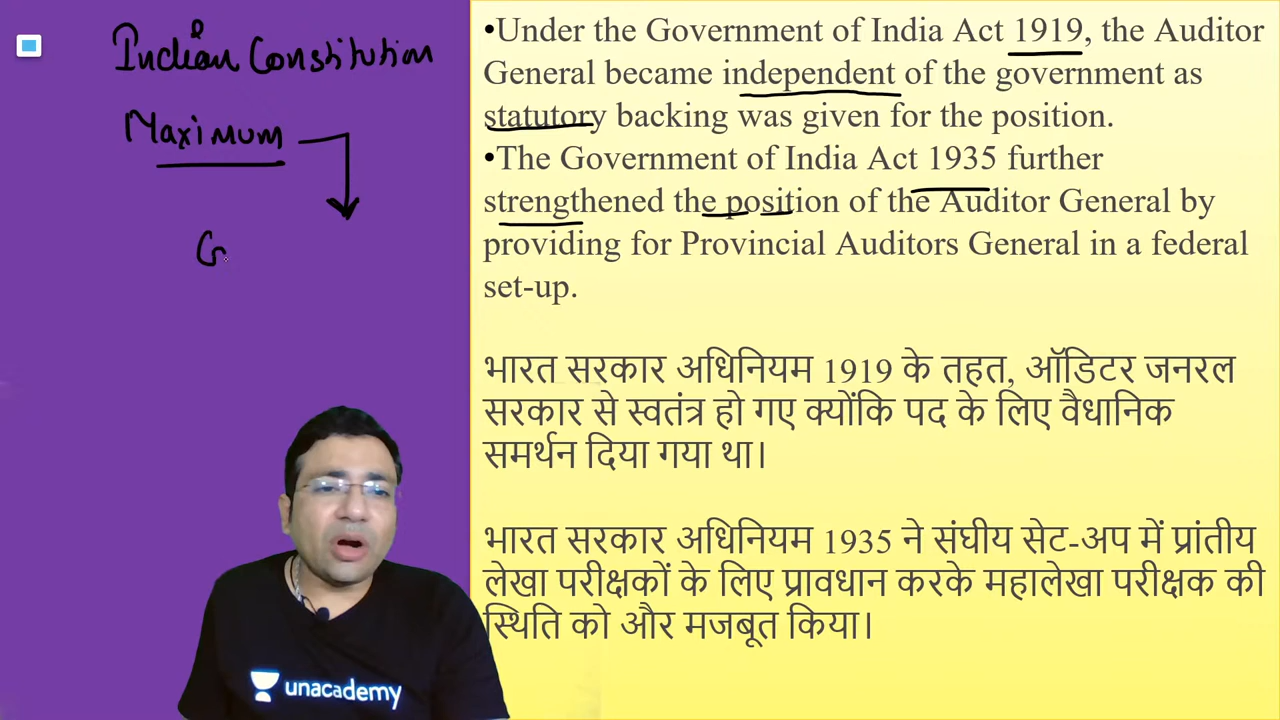 Indian Constitution
Maximum
G
•Under the Government of India Act 1919, the Auditor
General became independent of the government as
statutory backing was given for the position.
•The Government of India Act 1935 further
strengthened the position of the Auditor General by
providing for Provincial Auditors General in a federal
set-up.
भारत सरकार अधिनियम 1919 के तहत, ऑडिटर जनरल
सरकार से स्वतंत्र हो गए क्योंकि पद के लिए वैधानिक
समर्थन दिया गया था।
भारत सरकार अधिनियम 1935 ने संघीय सेट-अप में प्रांतीय
लेखा परीक्षकों के लिए प्रावधान करके महालेखा परीक्षक की
स्थिति को और मजबूत किया।
unacademy